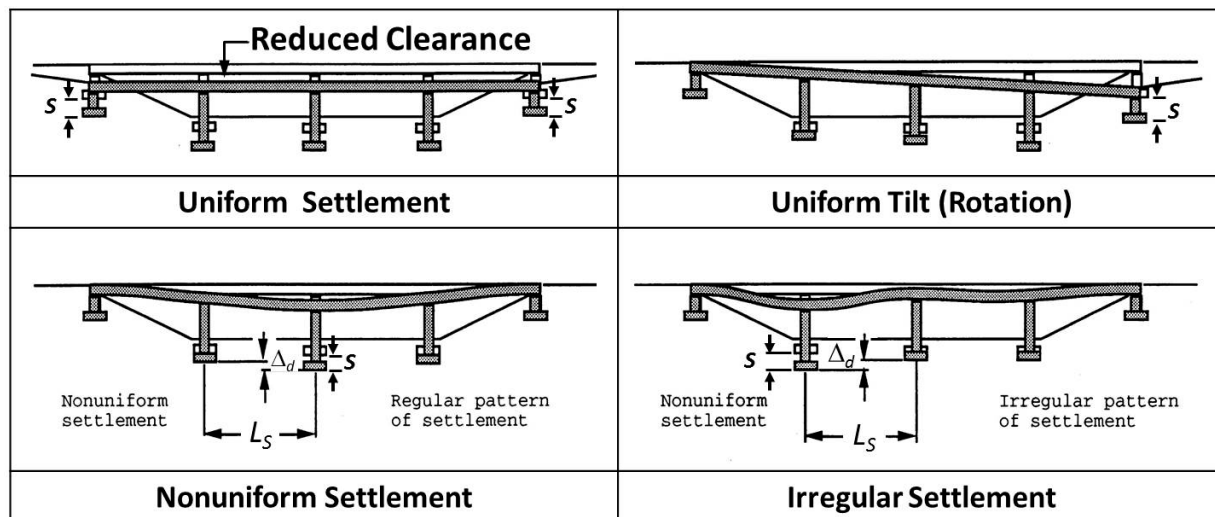 Reduced Clearance
S
S
S
Uniform Settlement
Uniform Tilt (Rotation)
Δd
S
Nonuniform
settlement
Regular pattern
of settlement
LS
S
Δd
Nonuniform
settlement
Irregular pattern
of settlement
LS
Nonuniform Settlement
Irregular Settlement